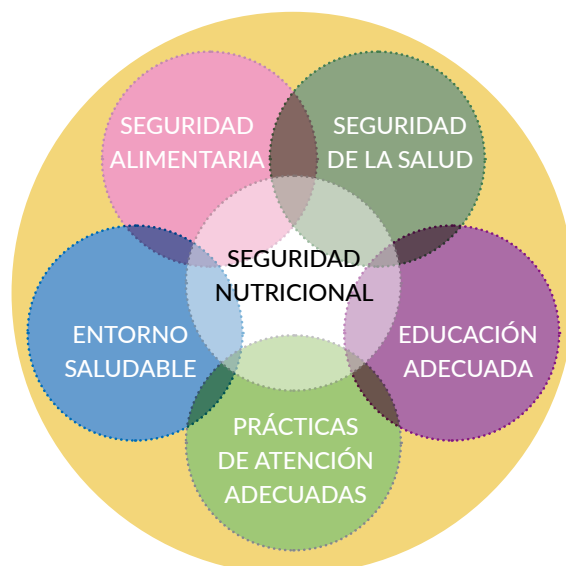 SEGURIDAD
ALIMENTARIA
SEGURIDAD
DE LA SALUD
SEGURIDAD
NUTRICIONAL
ENTORNO
SALUDABLE
EDUCACIÓN
ADECUADA
PRÁCTICAS
DE ATENCIÓN
ADECUADAS